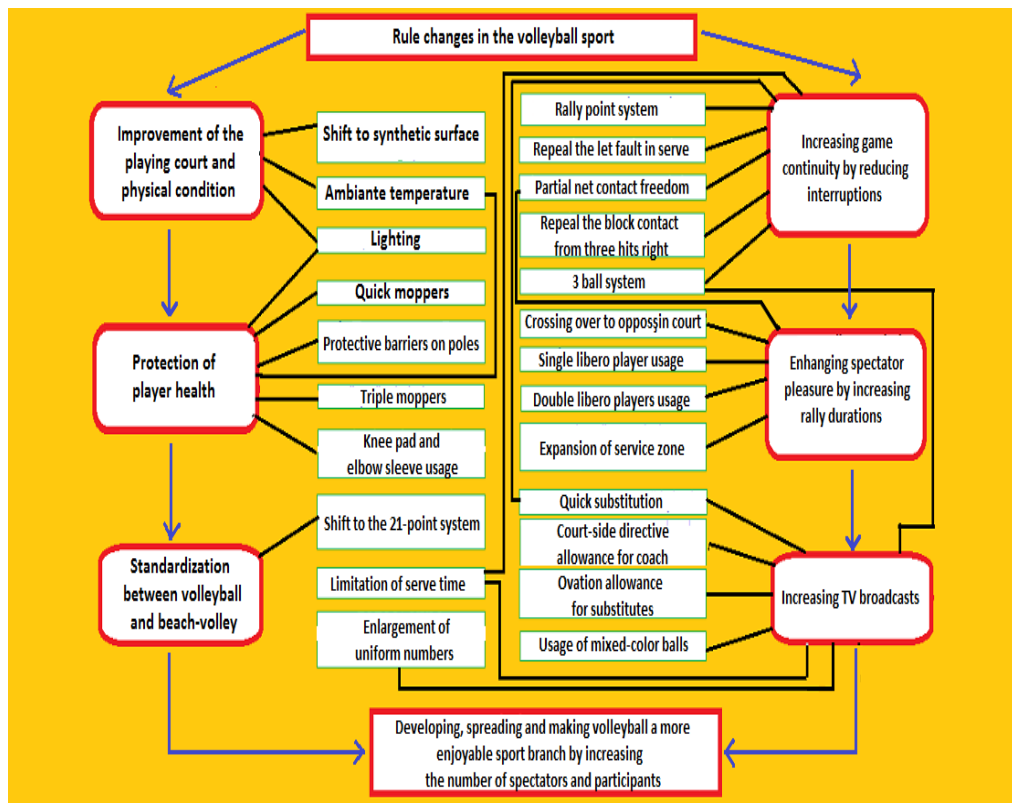 Rule changes in the volleyball sport
Improvement of the
playing court and
physical condition
Protection of
player health
Standardization
between volleyball
and beach-volley
Shift to synthetic surface
Ambiante temperature
Lighting
Quick moppers
Protective barriers on poles
Triple moppers
Knee pad and
elbow sleeve usage
Shift to the 21-point system
Limitation of serve time
Enlargement of
uniform numbers
Rally point system
Repeal the let fault in serve
Partial net contact freedom
Repeal the block contact
from three hits right
3 ball system
Crossing over to opposşin court
Single libero player usage
Double libero players usage
Expansion of service zone
Quick substitution
Court-side directive
allowance for coach
Ovation allowance
for substitutes
Usage of mixed-color balls
Increasing game
continuity by reducing
interruptions
Enhanging spectator
pleasure by increasing
rally durations
Increasing TV broadcasts
Developing, spreading and making volleyball a more
enjoyable sport branch by increasing
the number of spectators and participants